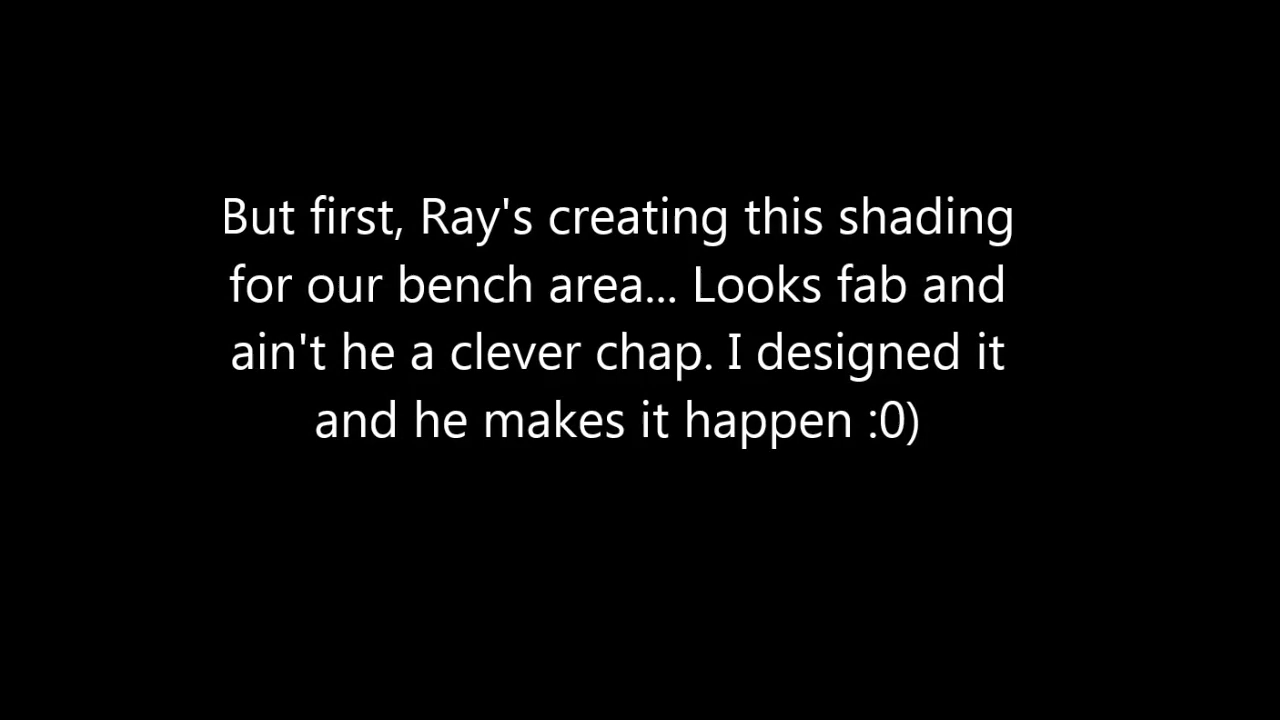 But first, Ray's creating this shading
for our bench area... Looks fab and
ain't he a clever chap. I designed it
and he makes it happen :0)